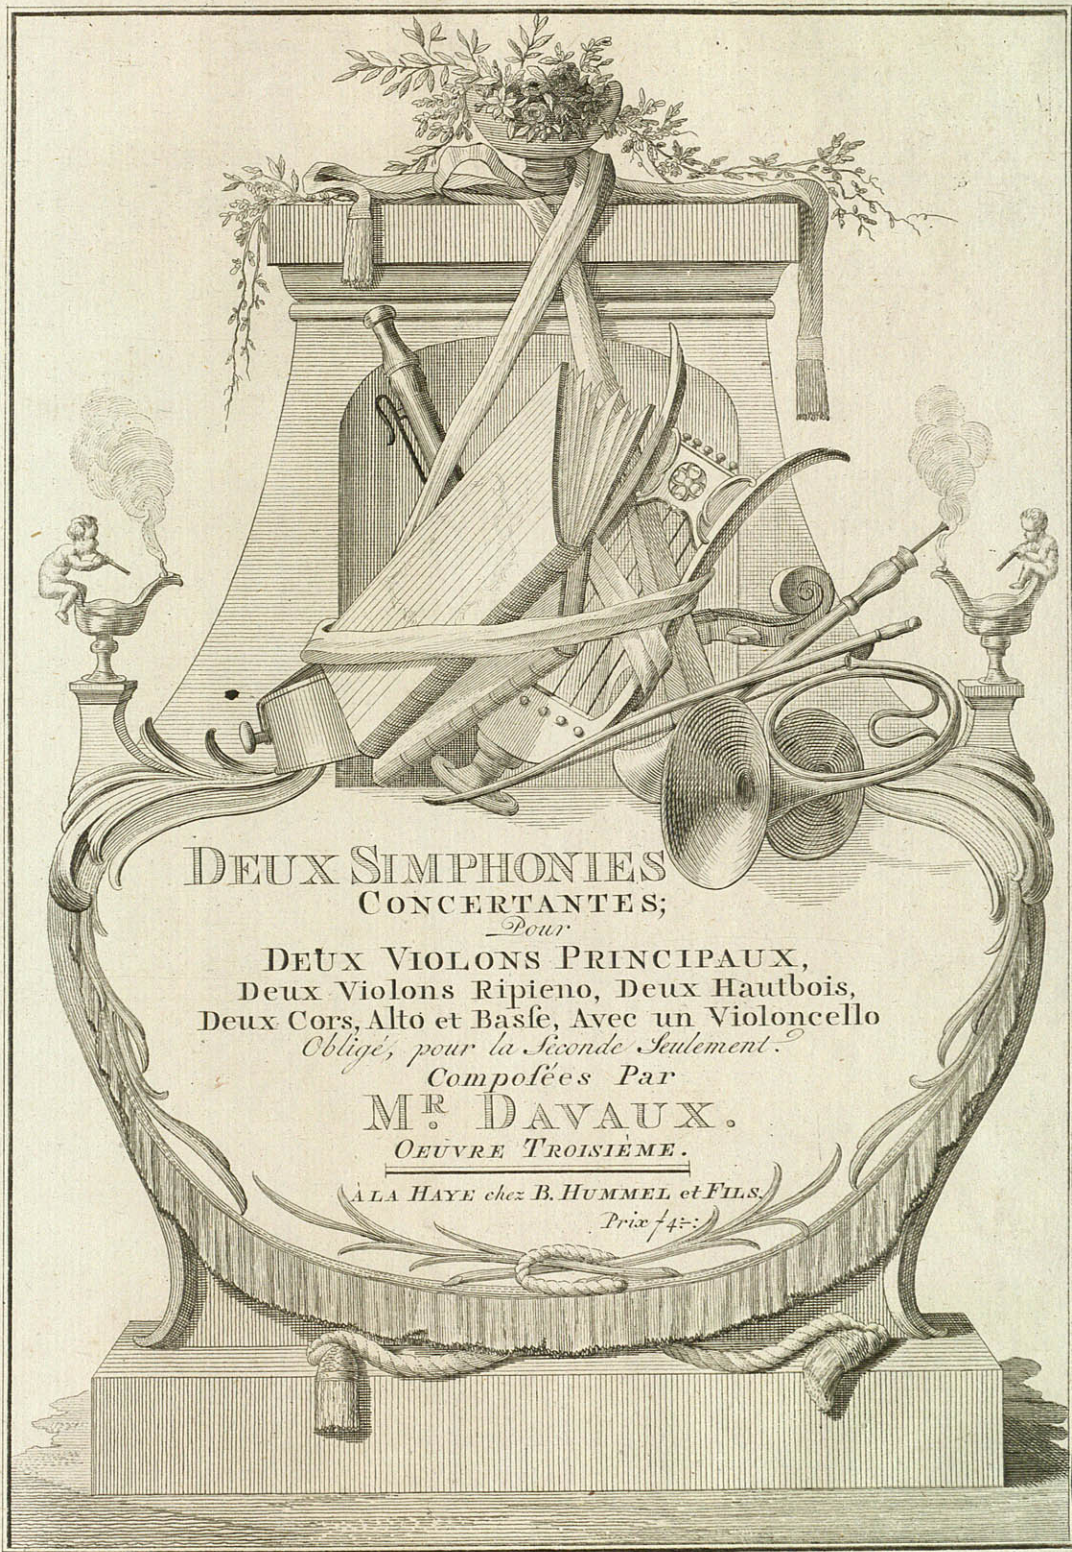 DEUX SIMPHONIES
CONCERTANTES;
Pour
DEUX VIOLONS PRINCIPAUX,
Deux Violons Ripieno, Deux Hautbois,
Deux Cors, Alto et Basſe, Avec un Violoncello
Obligé, pour la Seconde Seulement.
Compoſées Par
MR. DAVAUX.
OEUVRE TROISIÈME.
À LA HAYE chez B. HUMMEL et FILS.
Prix f4:-: